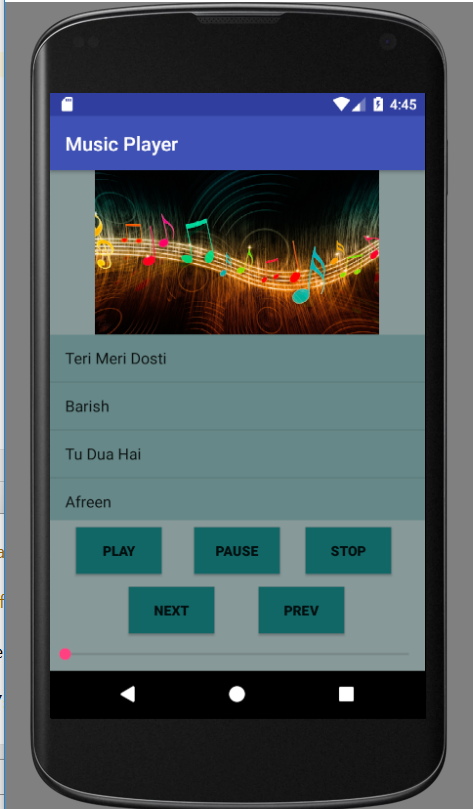 4:45
Music Player
Teri Meri Dosti
Barish
Tu Dua Hai
Afreen
PLAY PAUSE STOP
NEXT PREV